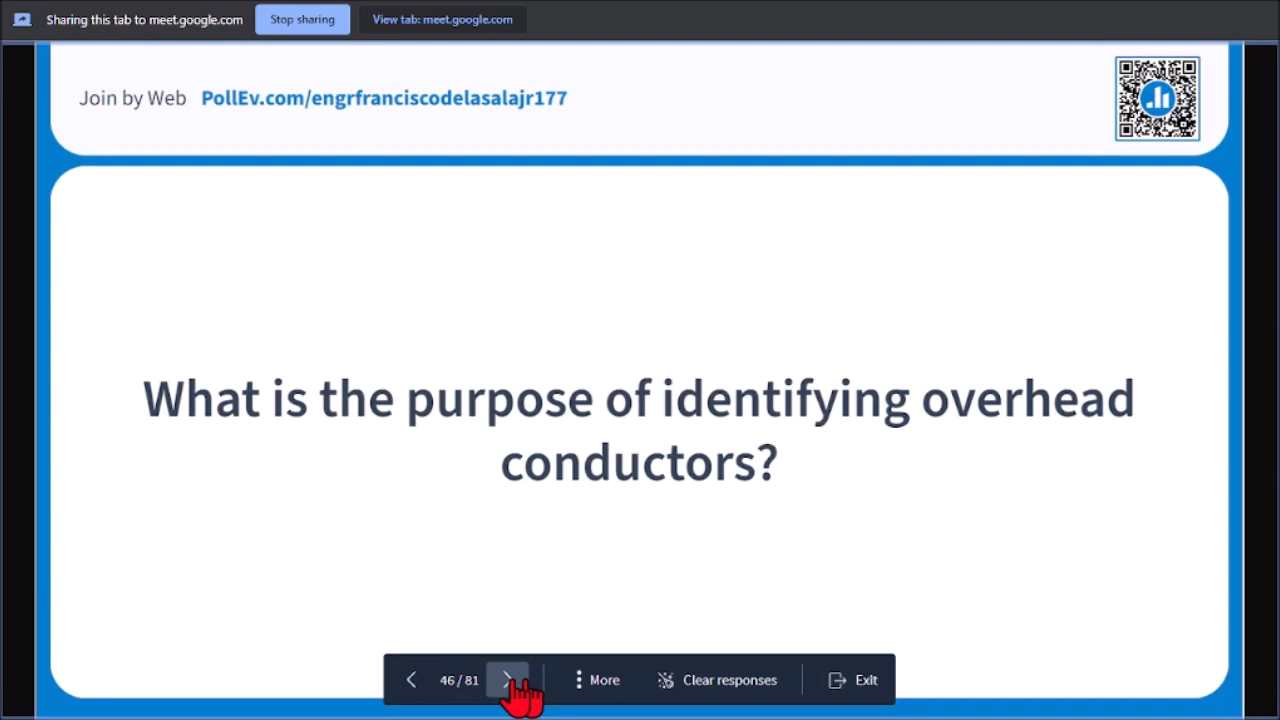 Sharing this tab to meet.google.com Stop sharing View tab: meet.google.com
Join by Web PollEv.com/engrfranciscodelasalajr177
What is the purpose of identifying overhead
conductors?
46 / 81 More Clear responses Exit